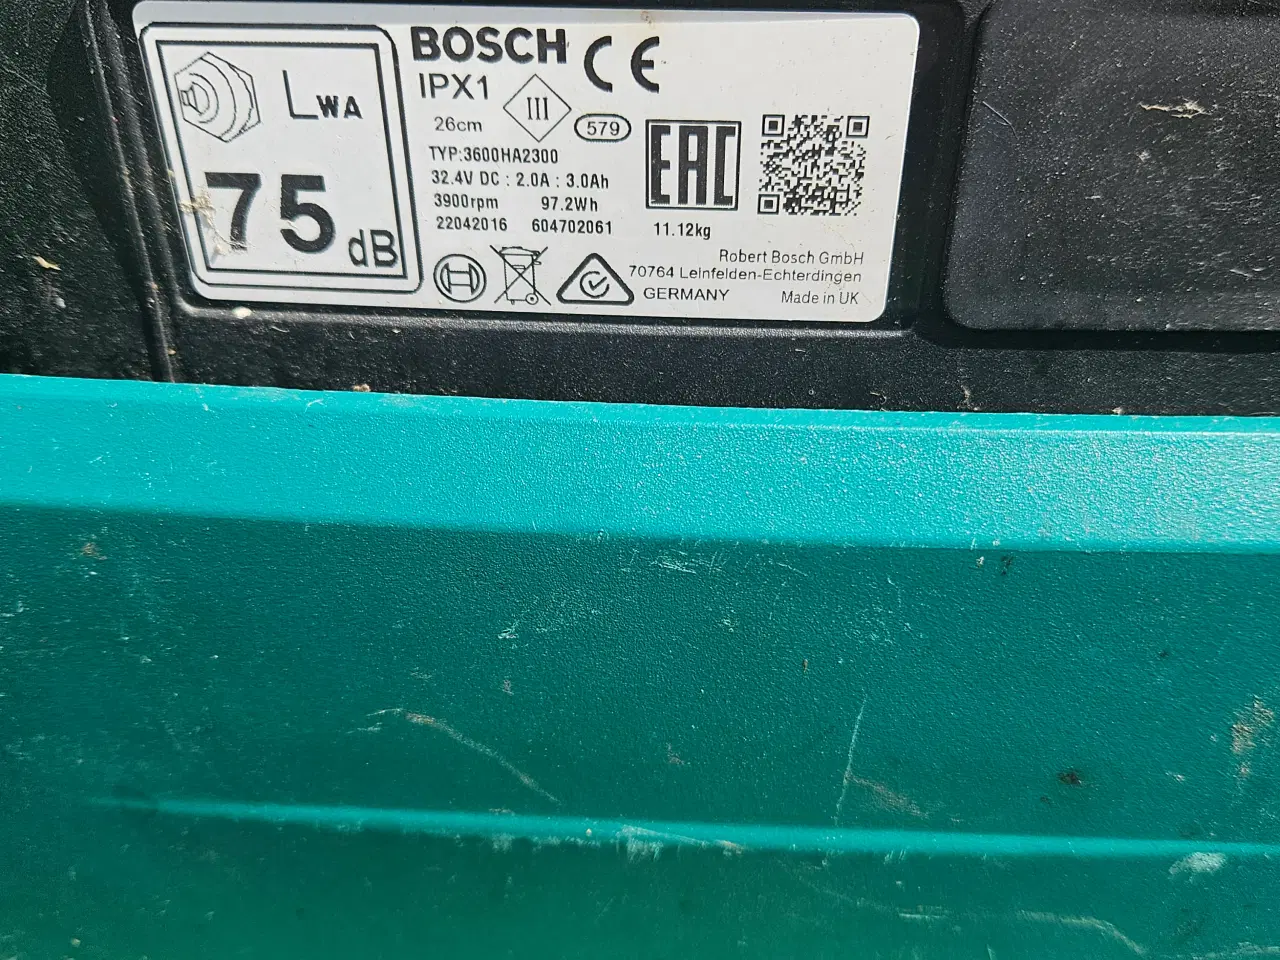 LWA
75 dB
BOSCH CE
IPX1
III
26cm
579
TYP:3600HA2300
32.4V DC : 2.0A : 3.0Ah
3900rpm 97.2Wh
22042016 604702061
EAC
11.12kg
Robert Bosch GmbH
70764 Leinfelden-Echterdingen
GERMANY
Made in UK